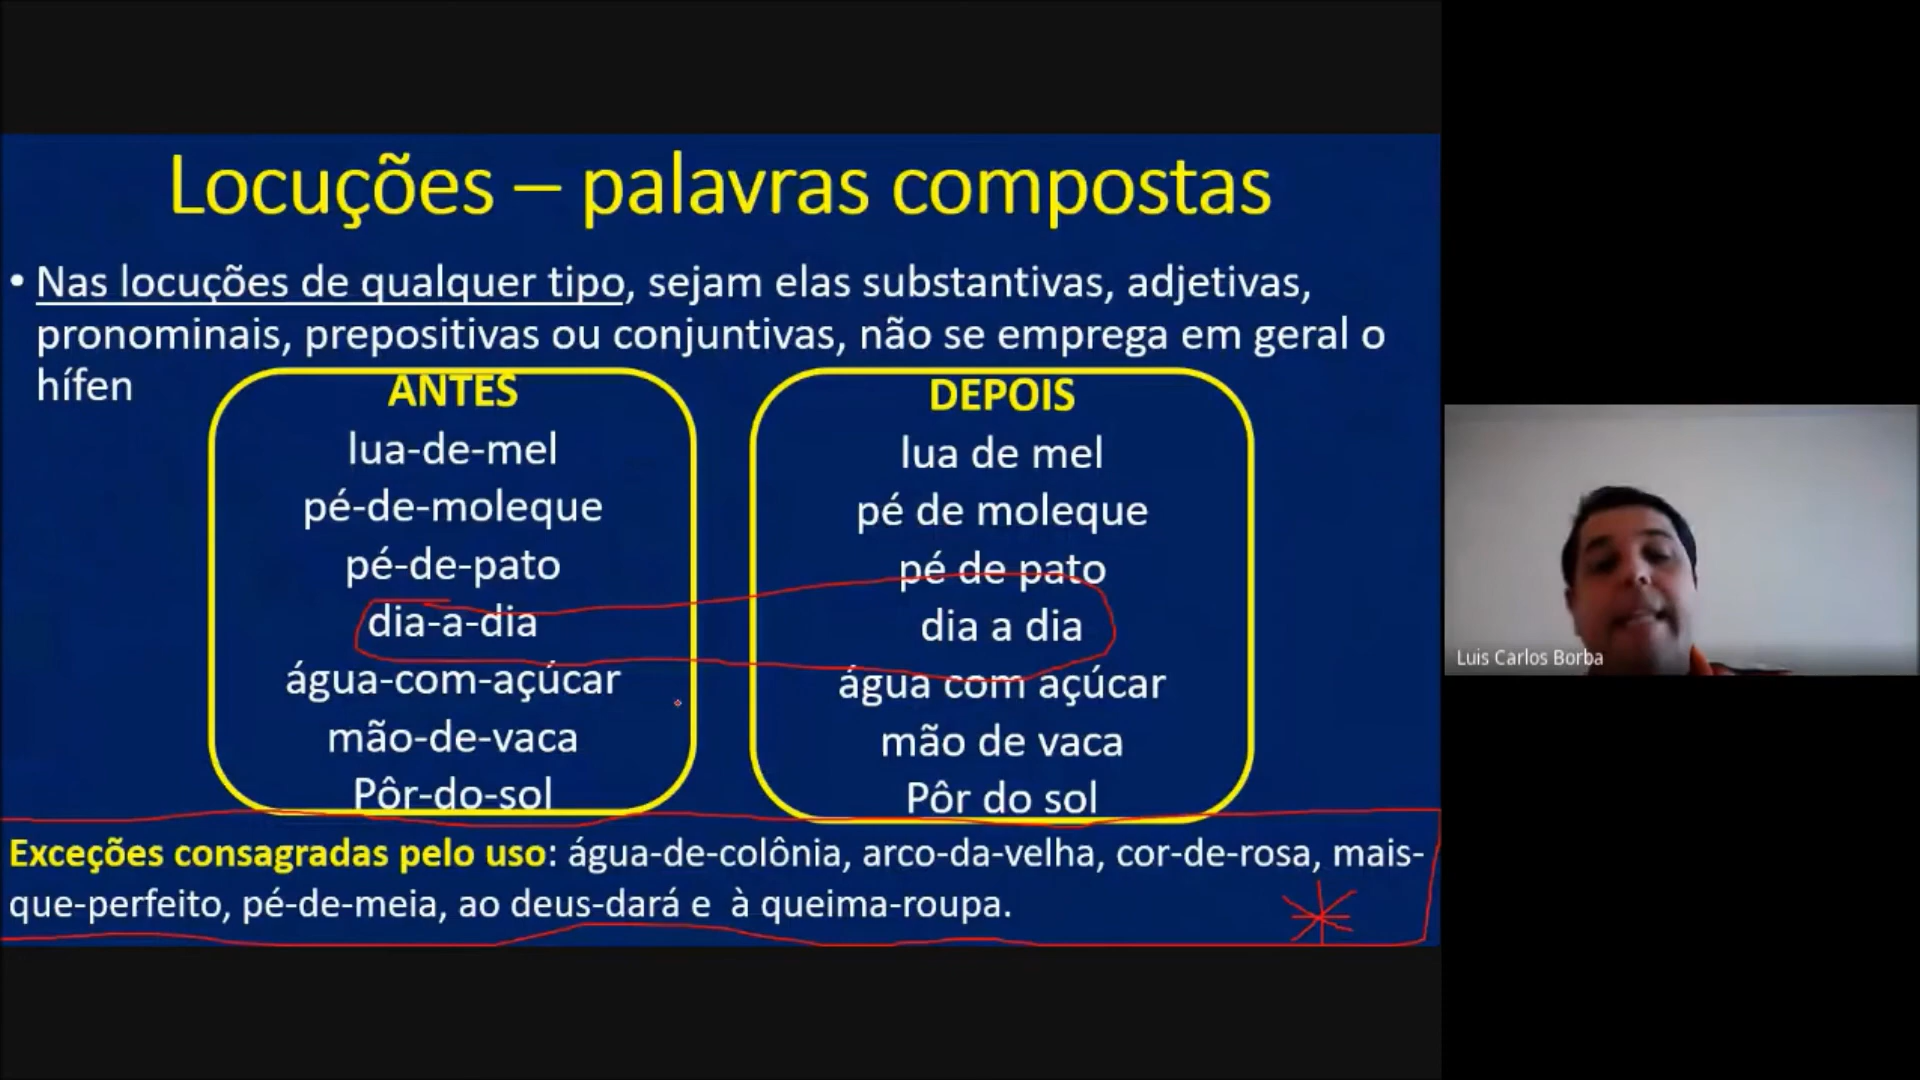 Locuções – palavras compostas
• Nas locuções de qualquer tipo, sejam elas substantivas, adjetivas,
pronominais, prepositivas ou conjuntivas, não se emprega em geral o
hífen
ANTES
lua-de-mel
pé-de-moleque
pé-de-pato
dia-a-dia
água-com-açúcar
mão-de-vaca
Pôr-do-sol
DEPOIS
lua de mel
pé de moleque
pé de pato
dia a dia
água com açúcar
mão de vaca
Pôr do sol
Exceções consagradas pelo uso: água-de-colônia, arco-da-velha, cor-de-rosa, mais-
que-perfeito, pé-de-meia, ao deus-dará e à queima-roupa.
Luis Carlos Borba